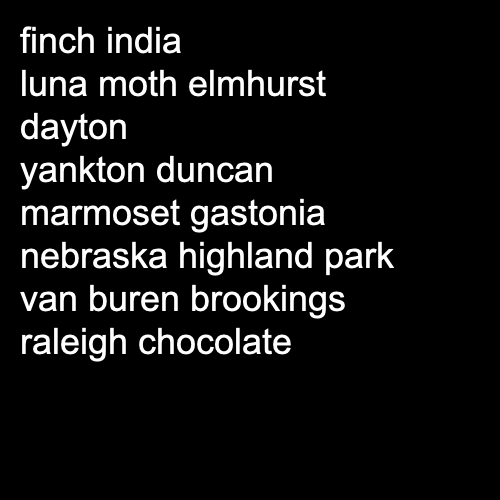 finch india
luna moth elmhurst
dayton
yankton duncan
marmoset gastonia
nebraska highland park
van buren brookings
raleigh chocolate